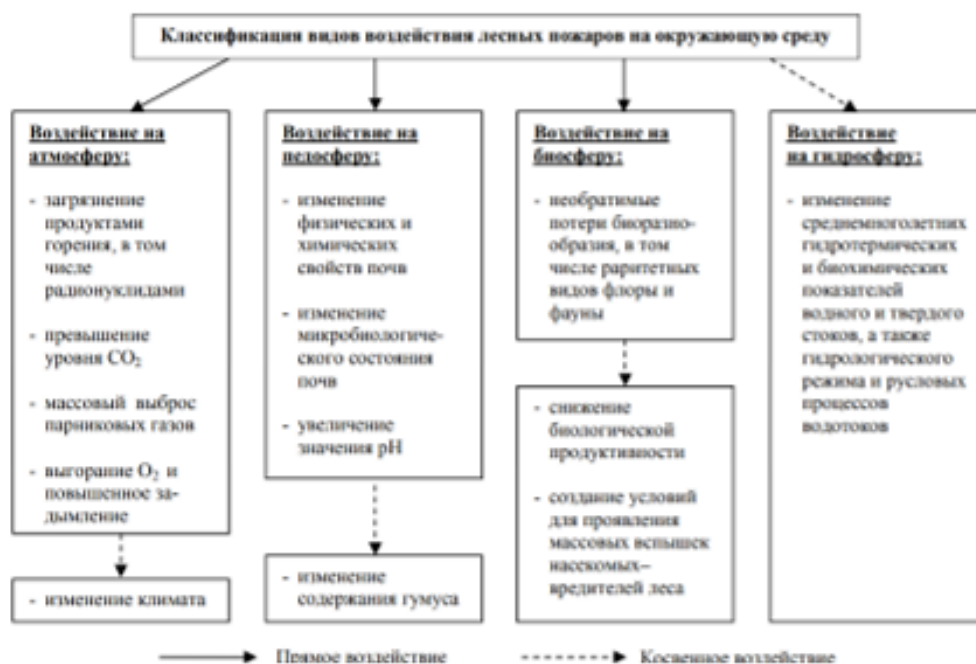 Классификация видов воздействия лесных пожаров на окружающую среду
Воздействие на
атмосферу:
- загрязнение
продуктами
горения, в том
числе
радионуклидами
- превышение
уровня CO₂
- массовый выброс
парниковых газов
- выгорание O₂ и
повышенное за-
дымление
- изменение климата
Воздействие на
педосферу:
- изменение
физических и
химических
свойств почв
- изменение
микробиологиче-
ского состояния
почв
- увеличение
значения pH
- изменение
содержания гумуса
Воздействие на
биосферу:
- необратимые
потери биоразно-
образия, в том
числе раритетных
видов флоры и
фауны
- снижение
биологической
продуктивности
- создание условий
для проявления
массовых вспышек
насекомых–
вредителей леса
Воздействие
на гидросферу:
- изменение
среднемноголетних
гидротермических
и биохимических
показателей
водного и твердого
стоков, а также
гидрологического
режима и русловых
процессов
водотоков
Прямое воздействие
Косвенное воздействие